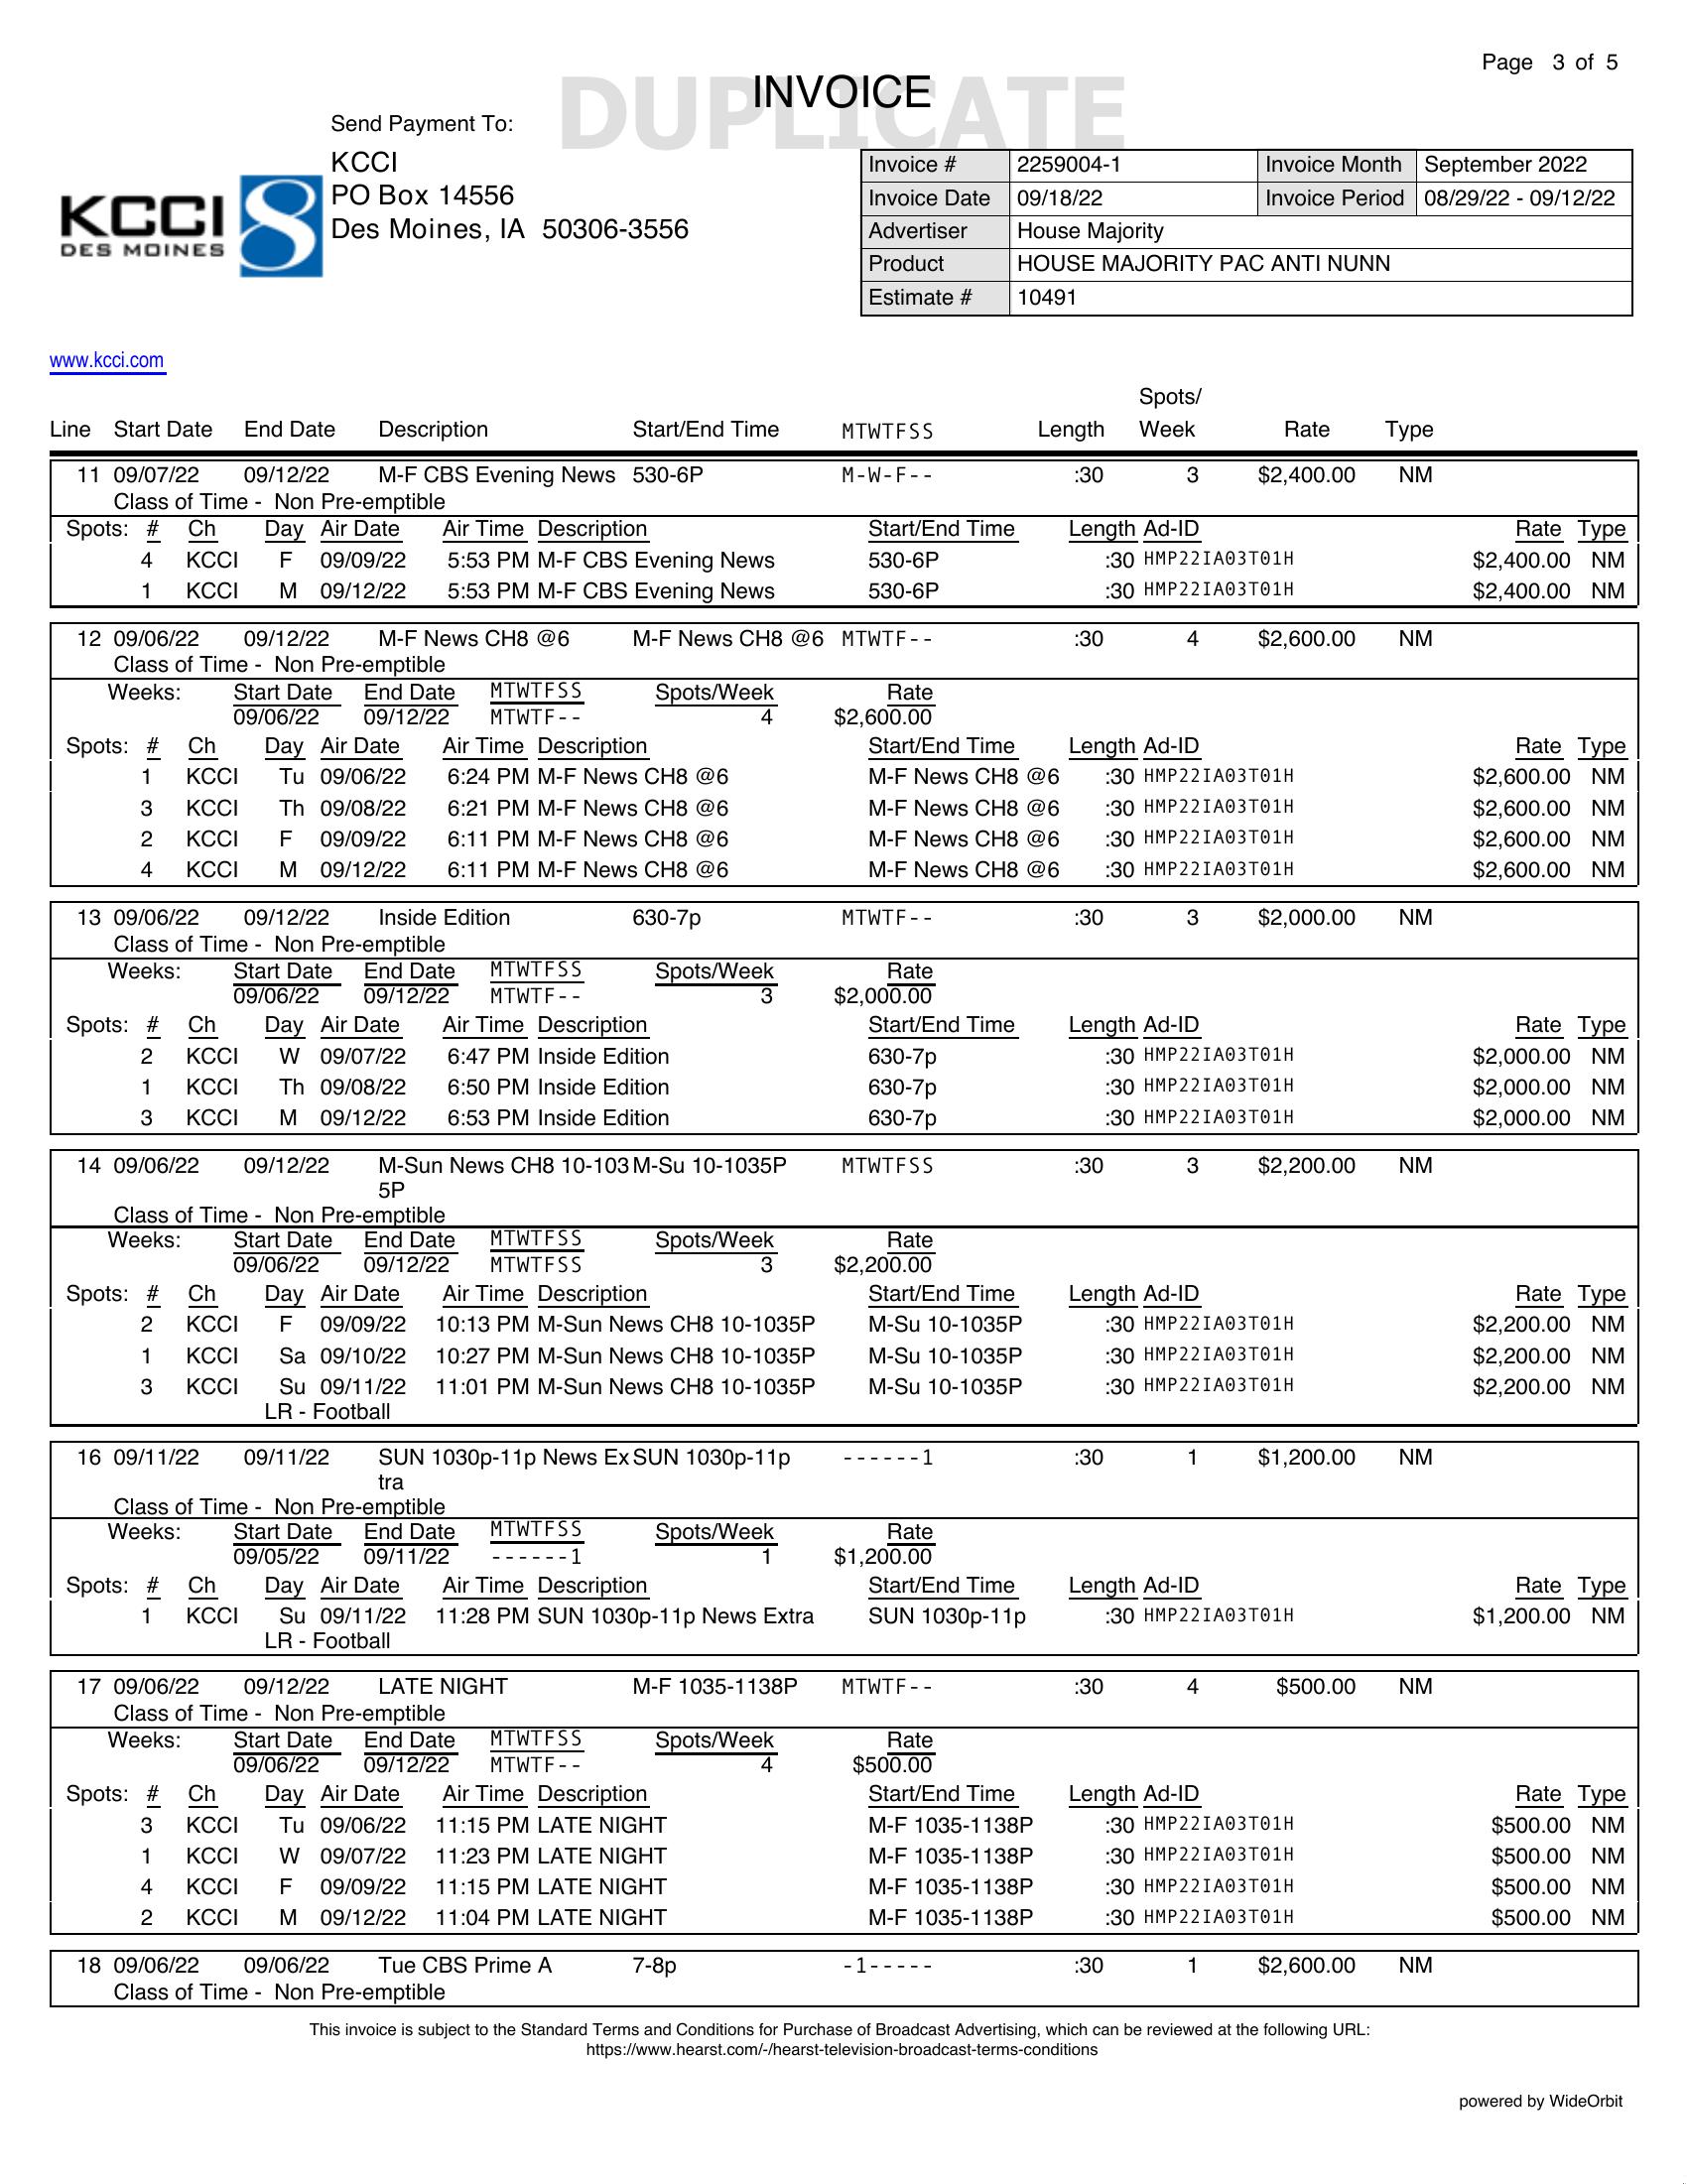 Page 3 of 5
DUPLICATE
INVOICE
Send Payment To:
KCCI
PO Box 14556
Des Moines, IA 50306-3556
KCCI 8
DES MOINES
Invoice # 2259004-1 Invoice Month September 2022
Invoice Date 09/18/22 Invoice Period 08/29/22 - 09/12/22
Advertiser House Majority
Product HOUSE MAJORITY PAC ANTI NUNN
Estimate # 10491
www.kcci.com
Spots/
Line Start Date End Date Description Start/End Time MTWTFSS Length Week Rate Type
11 09/07/22 09/12/22 M-F CBS Evening News 530-6P M-W-F-- :30 3 $2,400.00 NM
Class of Time - Non Pre-emptible
Spots: # Ch Day Air Date Air Time Description Start/End Time Length Ad-ID Rate Type
4 KCCI F 09/09/22 5:53 PM M-F CBS Evening News 530-6P :30 HMP22IA03T01H $2,400.00 NM
1 KCCI M 09/12/22 5:53 PM M-F CBS Evening News 530-6P :30 HMP22IA03T01H $2,400.00 NM
12 09/06/22 09/12/22 M-F News CH8 @6 M-F News CH8 @6 MTWTF-- :30 4 $2,600.00 NM
Class of Time - Non Pre-emptible
Weeks: Start Date End Date MTWTFSS Spots/Week Rate
09/06/22 09/12/22 MTWTF-- 4 $2,600.00
Spots: # Ch Day Air Date Air Time Description Start/End Time Length Ad-ID Rate Type
1 KCCI Tu 09/06/22 6:24 PM M-F News CH8 @6 M-F News CH8 @6 :30 HMP22IA03T01H $2,600.00 NM
3 KCCI Th 09/08/22 6:21 PM M-F News CH8 @6 M-F News CH8 @6 :30 HMP22IA03T01H $2,600.00 NM
2 KCCI F 09/09/22 6:11 PM M-F News CH8 @6 M-F News CH8 @6 :30 HMP22IA03T01H $2,600.00 NM
4 KCCI M 09/12/22 6:11 PM M-F News CH8 @6 M-F News CH8 @6 :30 HMP22IA03T01H $2,600.00 NM
13 09/06/22 09/12/22 Inside Edition 630-7p MTWTF-- :30 3 $2,000.00 NM
Class of Time - Non Pre-emptible
Weeks: Start Date End Date MTWTFSS Spots/Week Rate
09/06/22 09/12/22 MTWTF-- 3 $2,000.00
Spots: # Ch Day Air Date Air Time Description Start/End Time Length Ad-ID Rate Type
2 KCCI W 09/07/22 6:47 PM Inside Edition 630-7p :30 HMP22IA03T01H $2,000.00 NM
1 KCCI Th 09/08/22 6:50 PM Inside Edition 630-7p :30 HMP22IA03T01H $2,000.00 NM
3 KCCI M 09/12/22 6:53 PM Inside Edition 630-7p :30 HMP22IA03T01H $2,000.00 NM
14 09/06/22 09/12/22 M-Sun News CH8 10-103 M-Su 10-1035P MTWTFSS :30 3 $2,200.00 NM
5P
Class of Time - Non Pre-emptible
Weeks: Start Date End Date MTWTFSS Spots/Week Rate
09/06/22 09/12/22 MTWTFSS 3 $2,200.00
Spots: # Ch Day Air Date Air Time Description Start/End Time Length Ad-ID Rate Type
2 KCCI F 09/09/22 10:13 PM M-Sun News CH8 10-1035P M-Su 10-1035P :30 HMP22IA03T01H $2,200.00 NM
1 KCCI Sa 09/10/22 10:27 PM M-Sun News CH8 10-1035P M-Su 10-1035P :30 HMP22IA03T01H $2,200.00 NM
3 KCCI Su 09/11/22 11:01 PM M-Sun News CH8 10-1035P M-Su 10-1035P :30 HMP22IA03T01H $2,200.00 NM
LR - Football
16 09/11/22 09/11/22 SUN 1030p-11p News Ex SUN 1030p-11p ------1 :30 1 $1,200.00 NM
tra
Class of Time - Non Pre-emptible
Weeks: Start Date End Date MTWTFSS Spots/Week Rate
09/05/22 09/11/22 ------1 1 $1,200.00
Spots: # Ch Day Air Date Air Time Description Start/End Time Length Ad-ID Rate Type
1 KCCI Su 09/11/22 11:28 PM SUN 1030p-11p News Extra SUN 1030p-11p :30 HMP22IA03T01H $1,200.00 NM
LR - Football
17 09/06/22 09/12/22 LATE NIGHT M-F 1035-1138P MTWTF-- :30 4 $500.00 NM
Class of Time - Non Pre-emptible
Weeks: Start Date End Date MTWTFSS Spots/Week Rate
09/06/22 09/12/22 MTWTF-- 4 $500.00
Spots: # Ch Day Air Date Air Time Description Start/End Time Length Ad-ID Rate Type
3 KCCI Tu 09/06/22 11:15 PM LATE NIGHT M-F 1035-1138P :30 HMP22IA03T01H $500.00 NM
1 KCCI W 09/07/22 11:23 PM LATE NIGHT M-F 1035-1138P :30 HMP22IA03T01H $500.00 NM
4 KCCI F 09/09/22 11:15 PM LATE NIGHT M-F 1035-1138P :30 HMP22IA03T01H $500.00 NM
2 KCCI M 09/12/22 11:04 PM LATE NIGHT M-F 1035-1138P :30 HMP22IA03T01H $500.00 NM
18 09/06/22 09/06/22 Tue CBS Prime A 7-8p -1----- :30 1 $2,600.00 NM
Class of Time - Non Pre-emptible
This invoice is subject to the Standard Terms and Conditions for Purchase of Broadcast Advertising, which can be reviewed at the following URL:
https://www.hearst.com/-/hearst-television-broadcast-terms-conditions
powered by WideOrbit